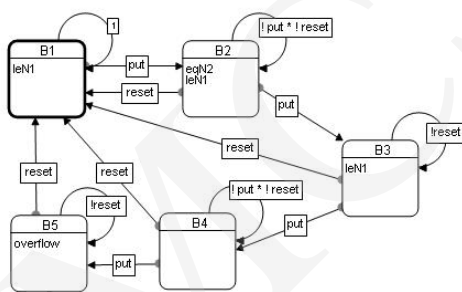 1
B1
leN1
put
reset
B2
eqN2
leN1
! put * ! reset
put
reset
B3
leN1
!reset
reset
reset
!reset
! put * ! reset
put
B5
overflow
put
B4